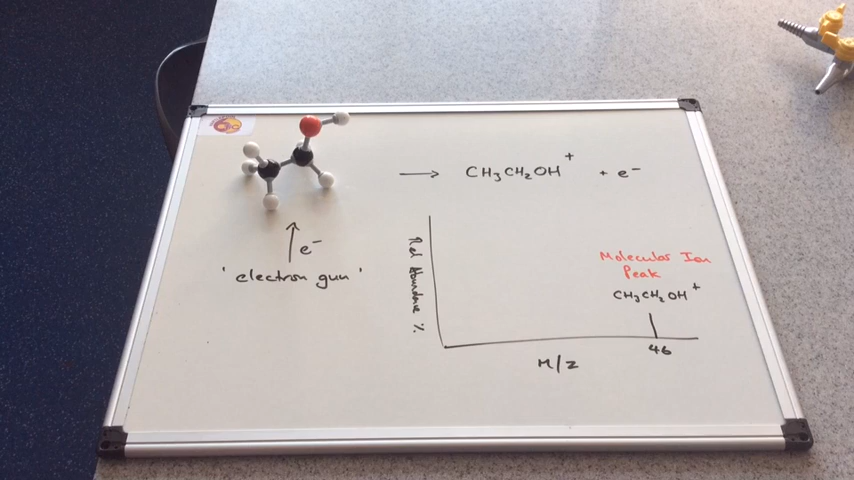 → CH₃CH₂OH⁺ + e⁻
e⁻
'electron gun'
Rel Abundance %
Molecular Ion
Peak
CH₃CH₂OH⁺
46
M/z